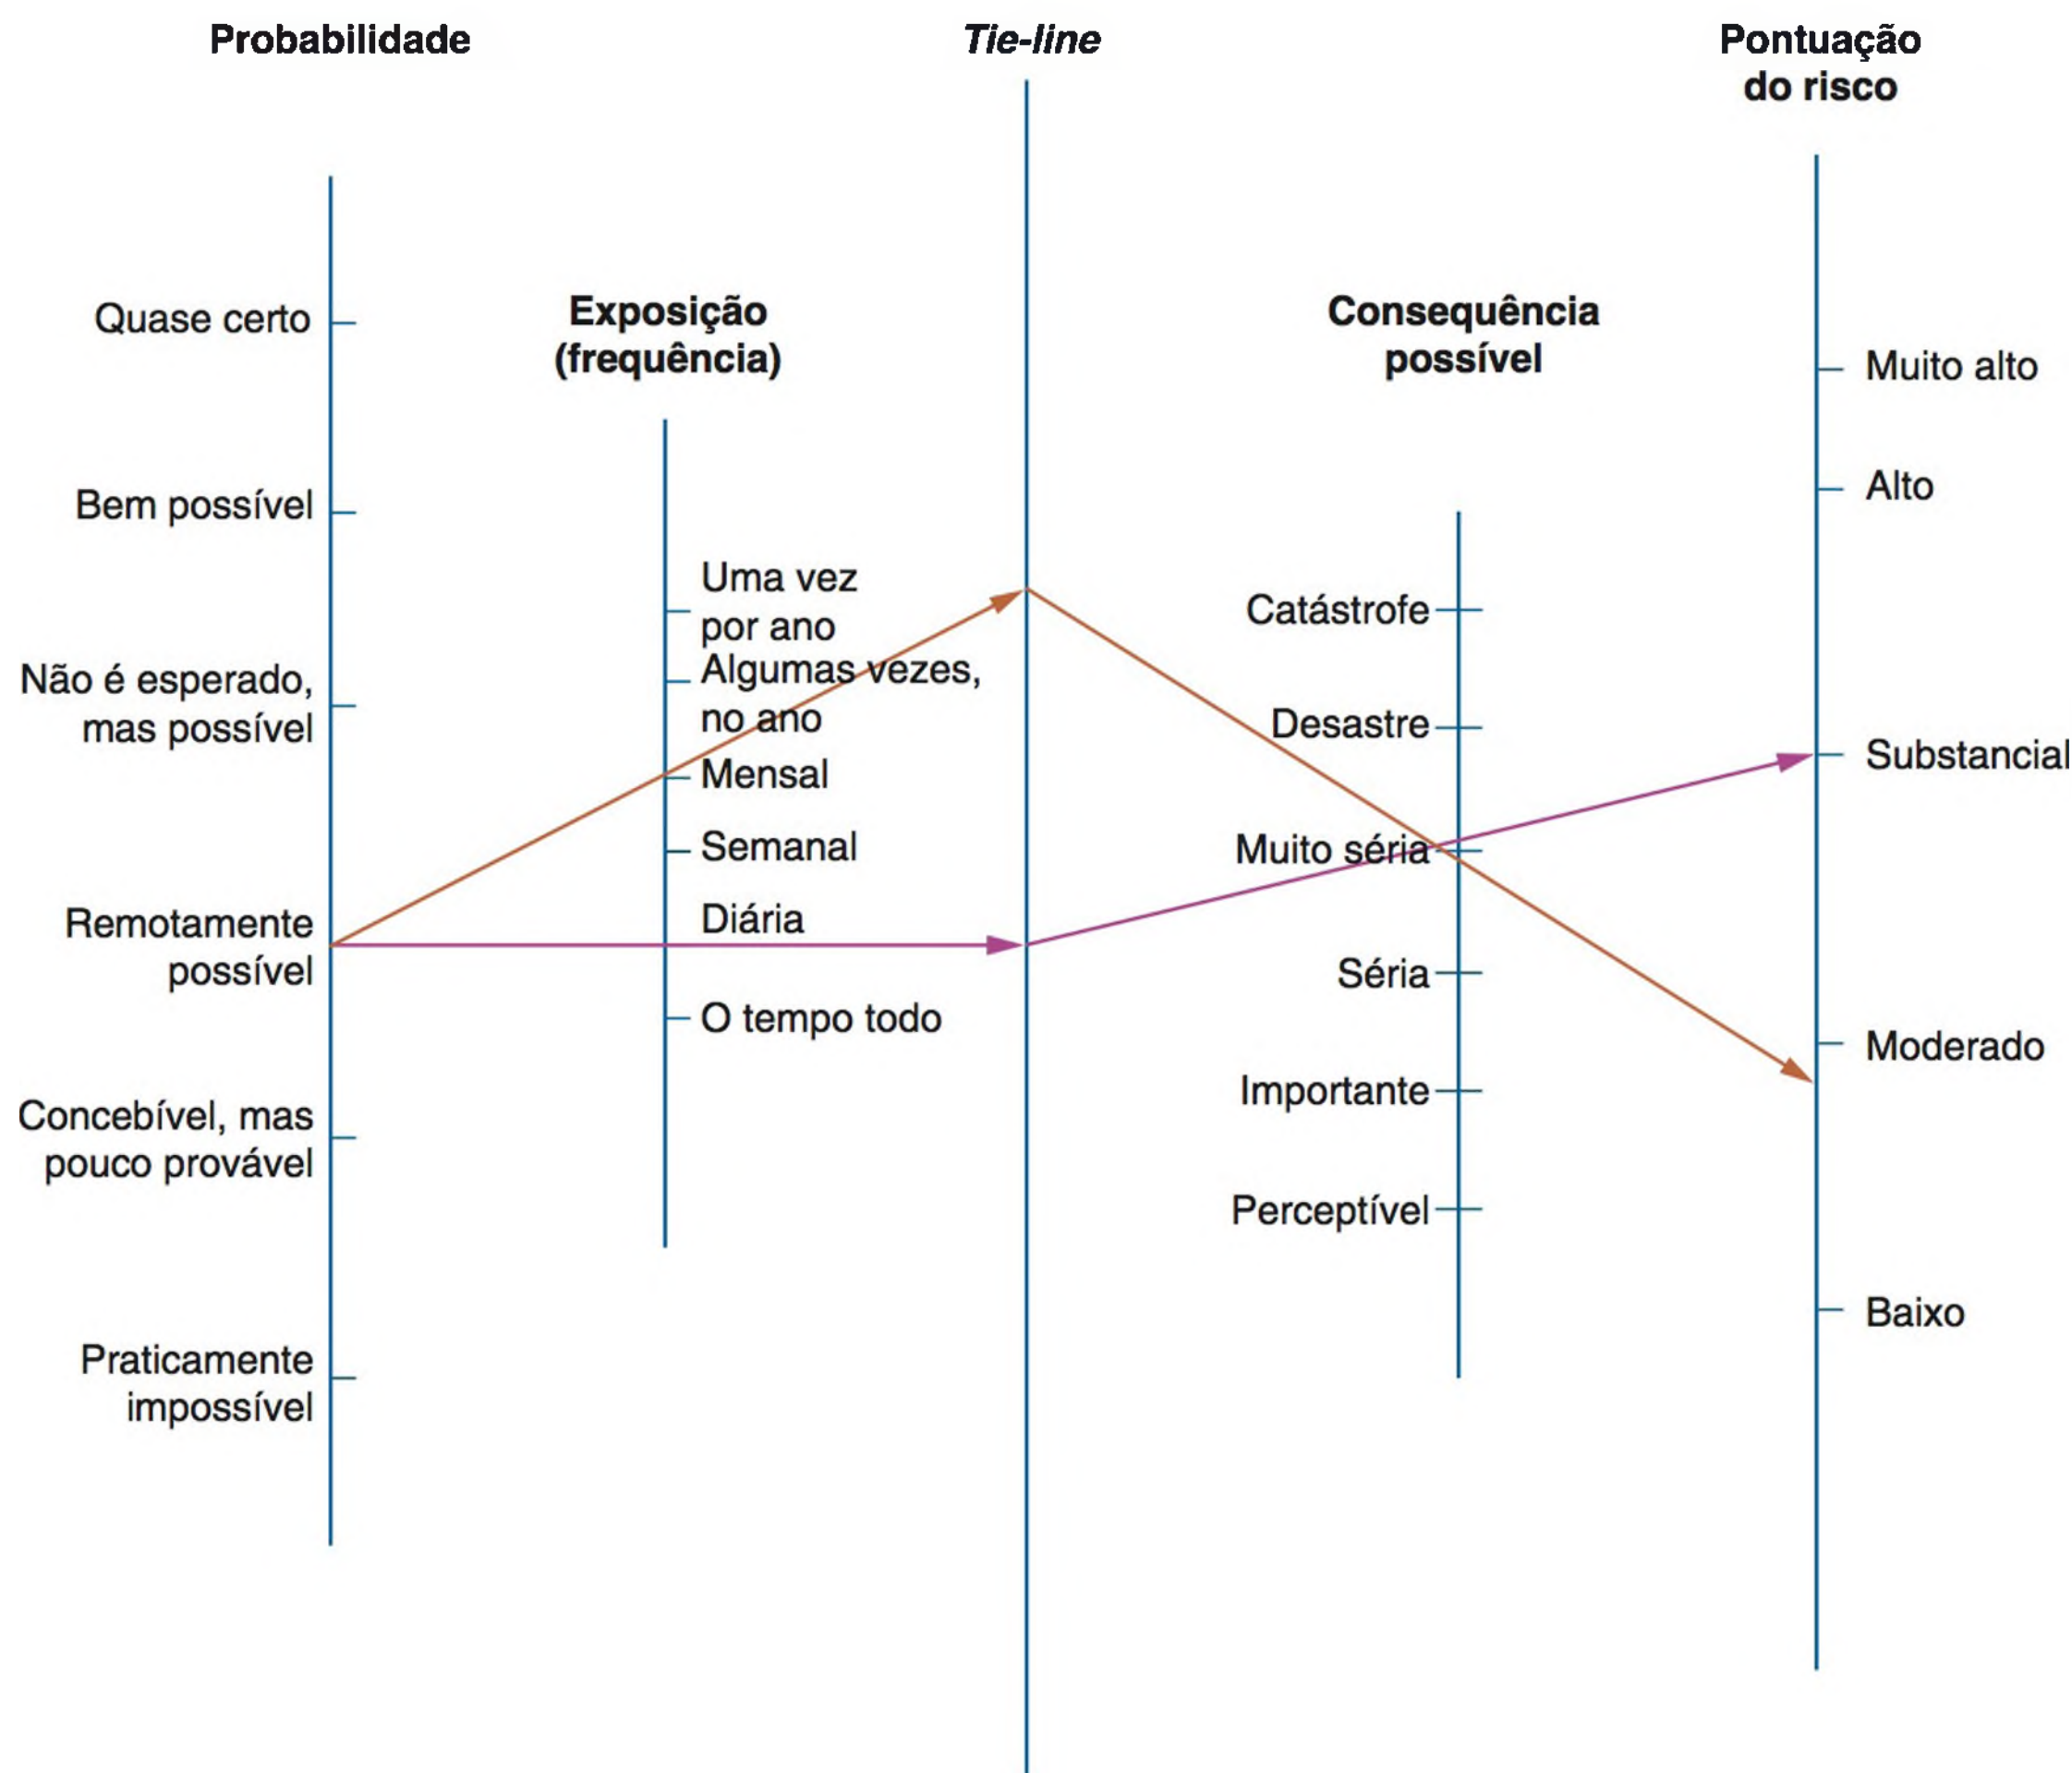 Probabilidade
Quase certo
Bem possível
Não é esperado,
mas possível
Remotamente
possível
Concebível, mas
pouco provável
Praticamente
impossível
Exposição
(frequência)
Uma vez
por ano
Algumas vezes,
no ano
Mensal
Semanal
Diária
O tempo todo
Tie-line
Consequência
possível
Catástrofe
Desastre
Muito séria
Séria
Importante
Perceptível
Pontuação
do risco
Muito alto
Alto
Substancial
Moderado
Baixo